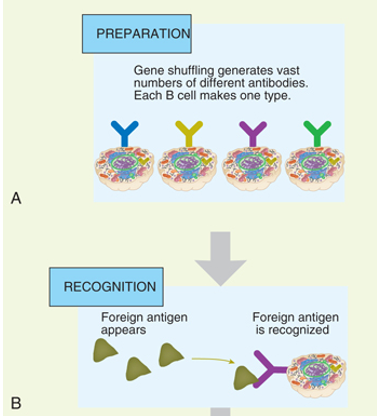 PREPARATION
Gene shuffling generates vast
numbers of different antibodies.
Each B cell makes one type.
A
RECOGNITION
Foreign antigen
appears
Foreign antigen
is recognized
B